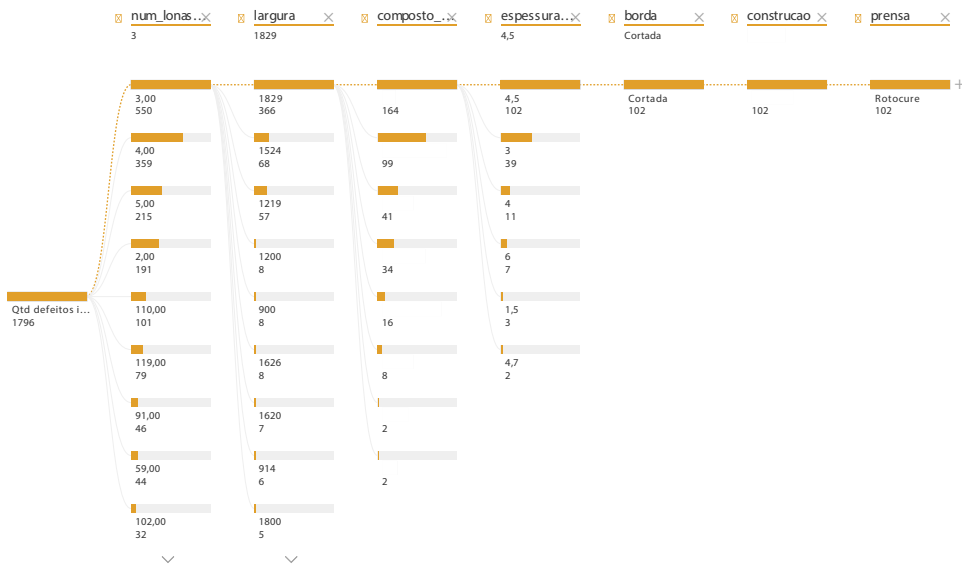 num_lonas... largura composto_... espessura... borda construcao prensa
3 1829 4,5 Cortada
3,00 1829 4,5 Cortada Rotocure
550 366 164 102 102 102 102
4,00 1524 3
359 68 99 39
5,00 1219 4
215 57 41 11
2,00 1200 6
191 8 34 7
Qtd defeitos i... 110,00 900 1,5
1796 101 8 16 3
119,00 1626 4,7
79 8 8 2
91,00 1620
46 7 2
59,00 914
44 6 2
102,00 1800
32 5